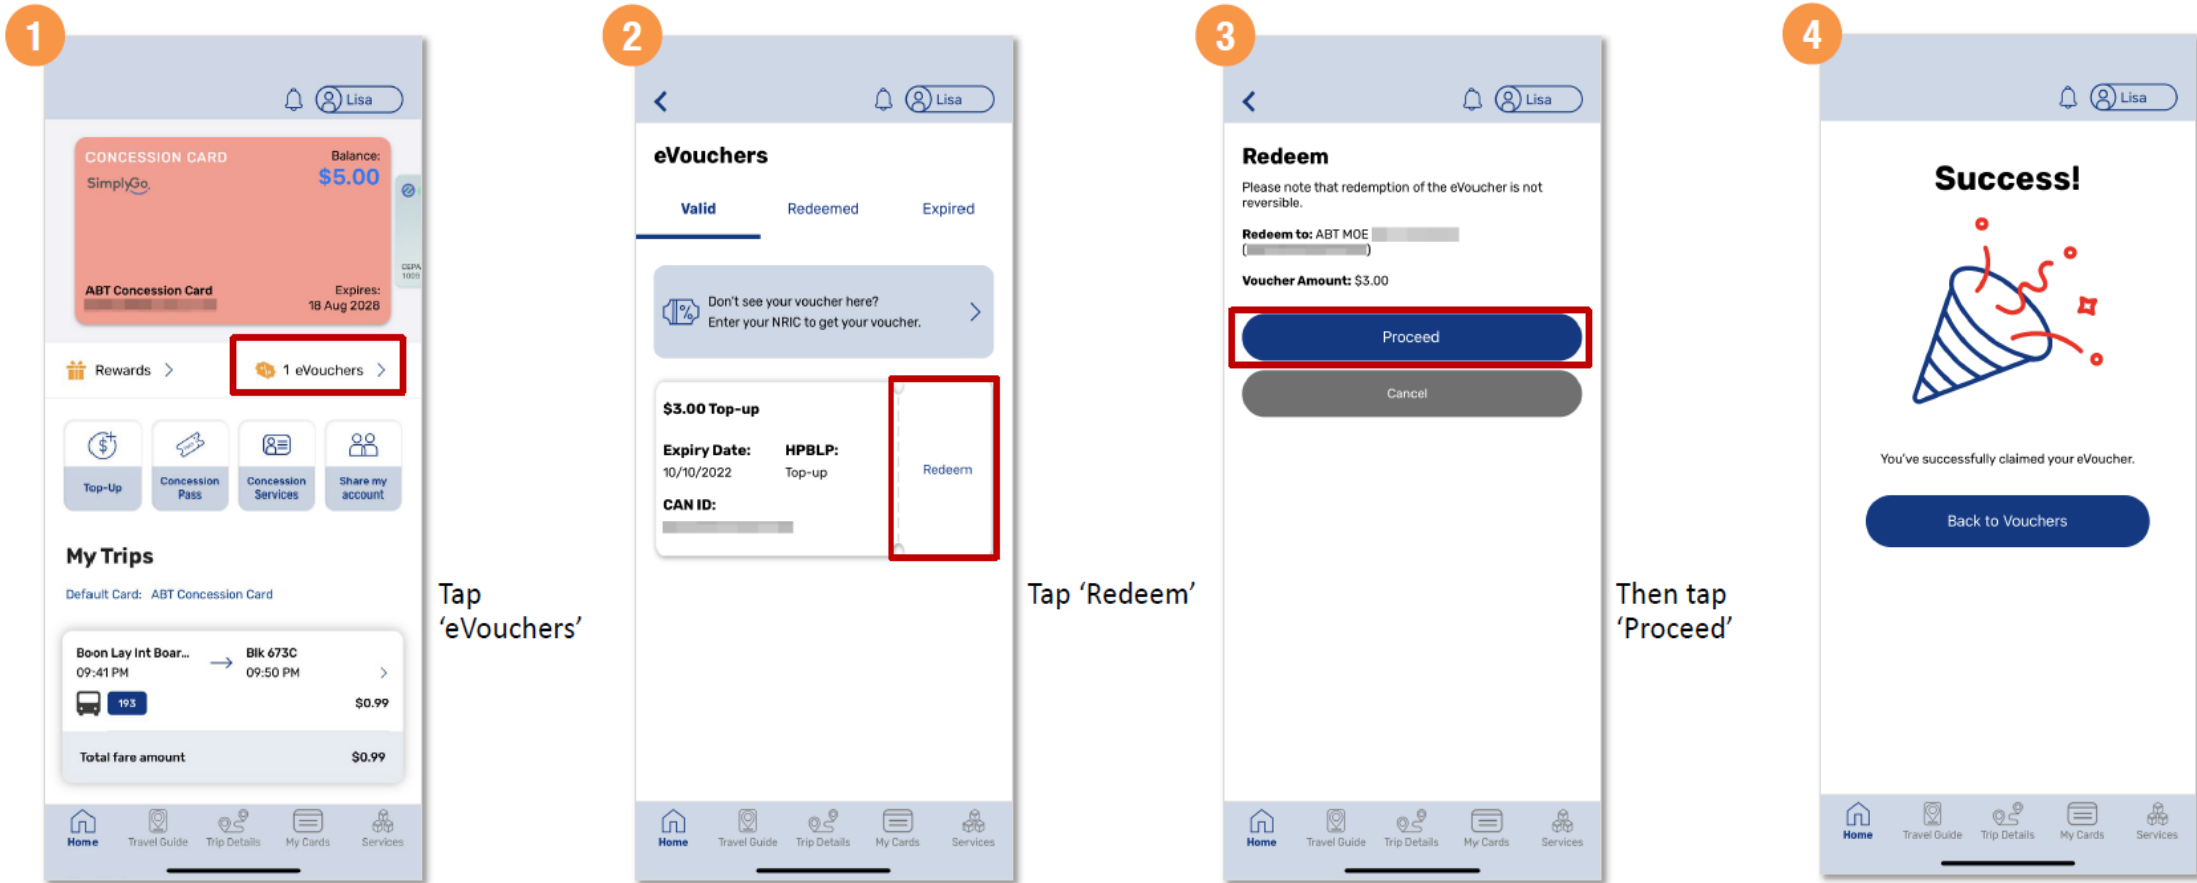 1
Lisa
CONCESSION CARD
Balance:
SimplyGo
$5.00
ABT Concession Card
Expires:
18 Aug 2028
CEPA
1009
Rewards
1 eVouchers
Top-Up
Concession
Pass
Concession
Services
Share my
account
My Trips
Default Card: ABT Concession Card
Boon Lay Int Boar...
Blk 673C
09:41 PM
09:50 PM
193
$0.99
Total fare amount
$0.99
Home
Travel Guide
Trip Details
My Cards
Services
Tap
‘eVouchers’
2
Lisa
eVouchers
Valid
Redeemed
Expired
Don't see your voucher here?
Enter your NRIC to get your voucher.
$3.00 Top-up
Expiry Date:
HPBLP:
10/10/2022
Top-up
Redeem
CAN ID:
Home
Travel Guide
Trip Details
My Cards
Services
Tap ‘Redeem’
3
Lisa
Redeem
Please note that redemption of the eVoucher is not
reversible.
Redeem to: ABT MOE
( )
Voucher Amount: $3.00
Proceed
Cancel
Home
Travel Guide
Trip Details
My Cards
Services
Then tap
‘Proceed’
4
Lisa
Success!
You've successfully claimed your eVoucher.
Back to Vouchers
Home
Travel Guide
Trip Details
My Cards
Services